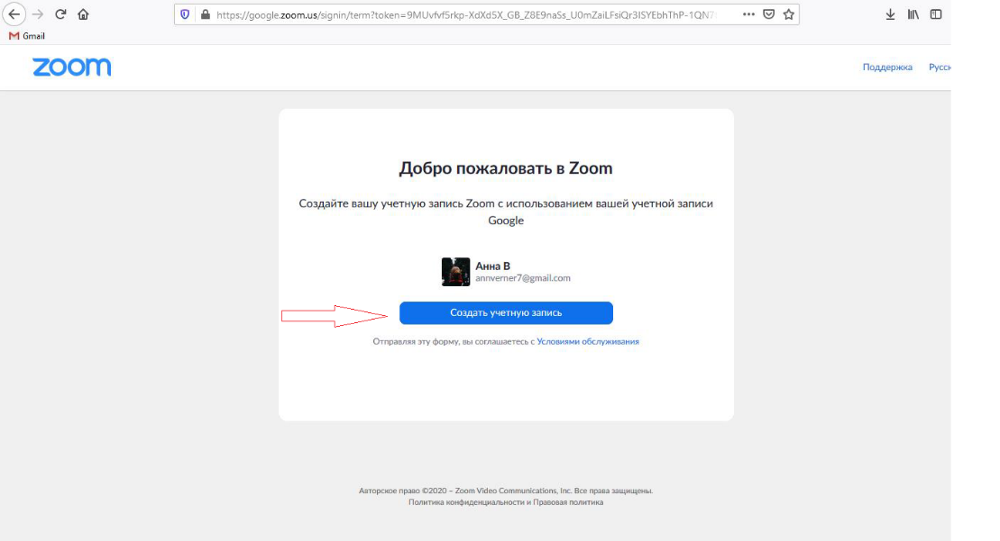 https://google.zoom.us/signin/term?token=9MUvfvf5rkp-XdXd5X_GB_Z8E9naSs_U0mZaiLFsiQr3ISYEbhThP-1QN7
Gmail
zoom
Поддержка
Добро пожаловать в Zoom
Создайте вашу учетную запись Zoom с использованием вашей учетной записи
Google
Анна В
annverner7@gmail.com
Создать учетную запись
Отправляя эту форму, вы соглашаетесь с Условиями обслуживания
Авторское право ©2020 – Zoom Video Communications, Inc. Все права защищены.
Политика конфиденциальности и Правовая политика